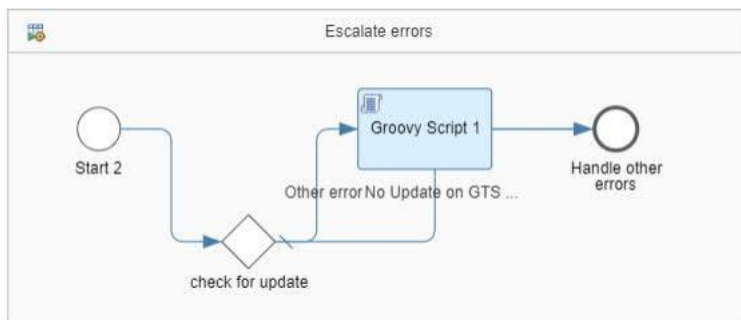 Escalate errors
Groovy Script 1
Start 2
Handle other
errors
Other error
No Update on GTS ...
check for update